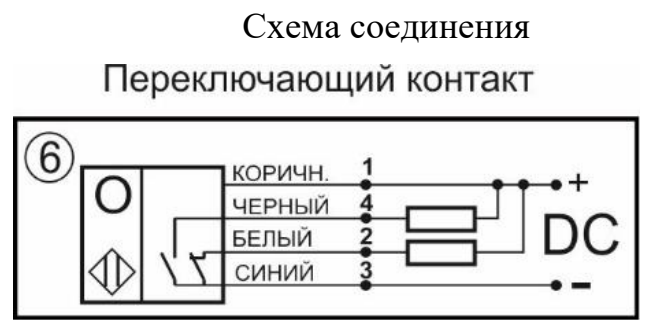 Схема соединения
Переключающий контакт
6
О
КОРИЧН. 1 +
ЧЕРНЫЙ 4
БЕЛЫЙ 2
DC
СИНИЙ 3 -